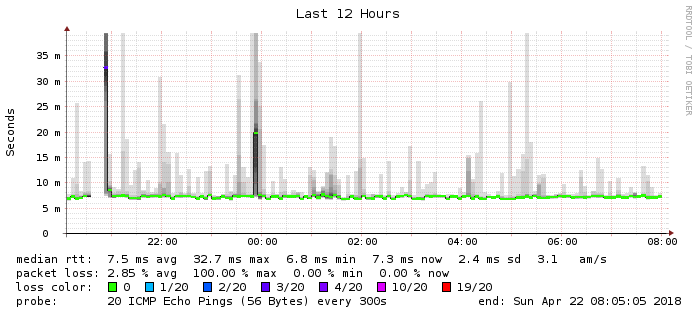 Last 12 Hours
RRDTOOL / TOBI OETIKER
Seconds
35 m
30 m
25 m
20 m
15 m
10 m
5 m
0
22:00 00:00 02:00 04:00 06:00 08:00
median rtt: 7.5 ms avg 32.7 ms max 6.8 ms min 7.3 ms now 2.4 ms sd 3.1 am/s
packet loss: 2.85 % avg 100.00 % max 0.00 % min 0.00 % now
loss color: 0 1/20 2/20 3/20 4/20 10/20 19/20
probe: 20 ICMP Echo Pings (56 Bytes) every 300s end: Sun Apr 22 08:05:05 2018